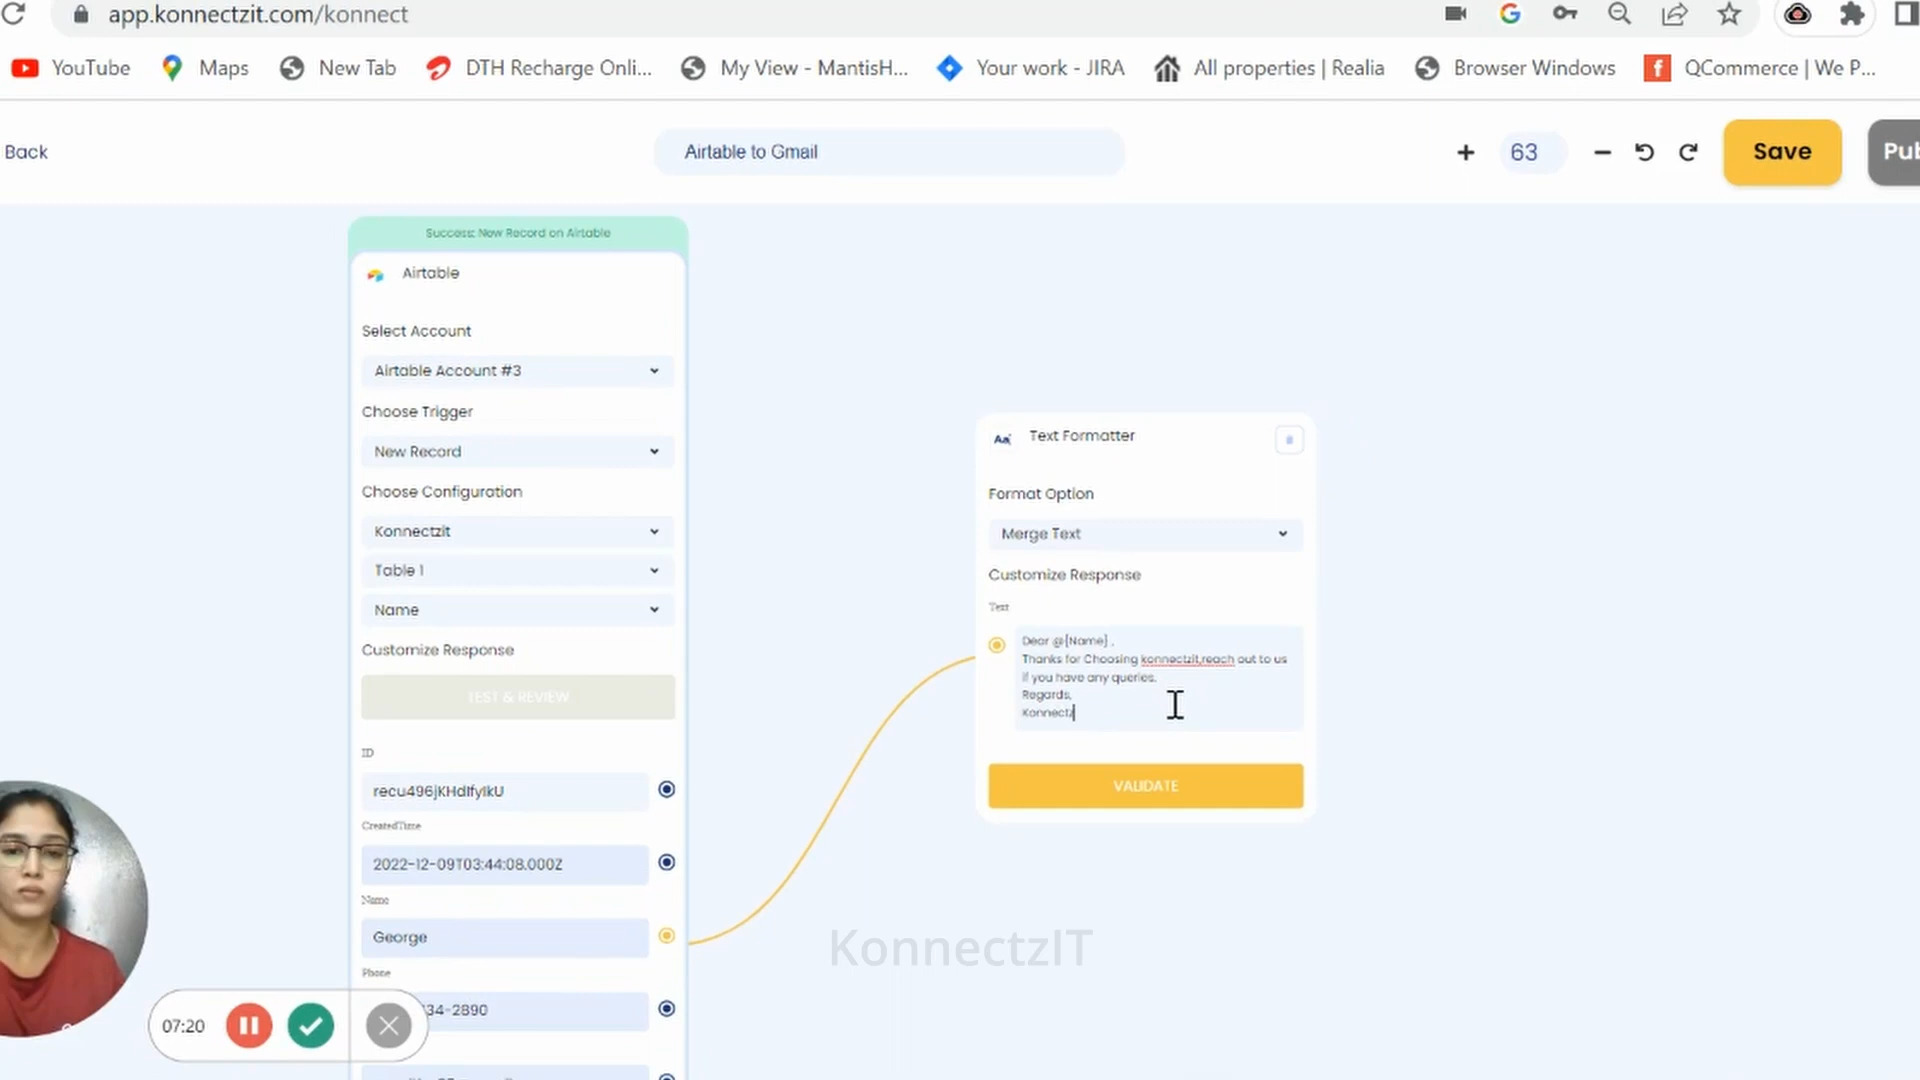 app.konnectzit.com/konnect
YouTube Maps New Tab DTH Recharge Onli... My View - MantisH... Your work - JIRA All properties | Realia Browser Windows QCommerce | We P...
Back Airtable to Gmail + 63 − Save Pub
Success: New Record on Airtable
Airtable
Select Account
Airtable Account #3
Choose Trigger
New Record
Choose Configuration
Konnectzit
Table 1
Name
Customize Response
TEST & REVIEW
ID
recu496jKHdIfyIkU
CreatedTime
2022-12-09T03:44:08.000Z
Name
George
Phone
34-2890
Aa Text Formatter
Format Option
Merge Text
Customize Response
Text
Dear @{Name} ,
Thanks for Choosing konnectzit,reach out to us
if you have any queries.
Regards,
Konnectz
VALIDATE
KonnectzIT
07:20